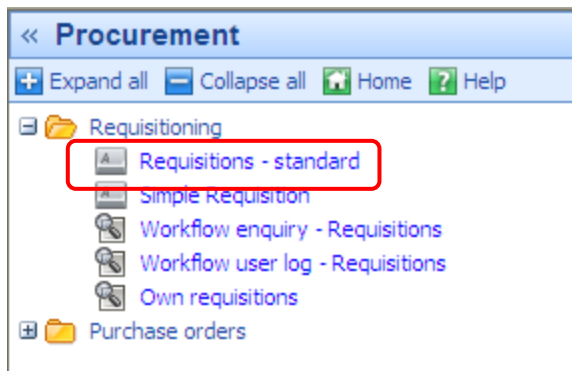 « Procurement
Expand all Collapse all Home ? Help
Requisitioning
Requisitions - standard
Simple Requisition
Workflow enquiry - Requisitions
Workflow user log - Requisitions
Own requisitions
Purchase orders